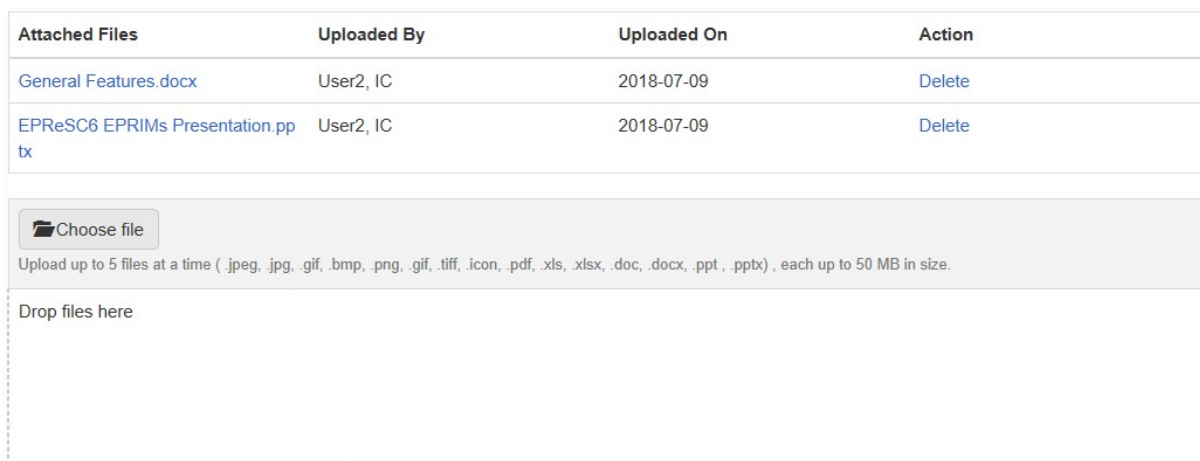 Attached Files Uploaded By Uploaded On Action
General Features.docx User2, IC 2018-07-09 Delete
EPReSC6 EPRIMs Presentation.pp User2, IC 2018-07-09 Delete
tx
Choose file
Upload up to 5 files at a time ( .jpeg, .jpg, .gif, .bmp, .png, .gif, .tiff, .icon, .pdf, .xls, .xlsx, .doc, .docx, .ppt , .pptx) , each up to 50 MB in size.
Drop files here